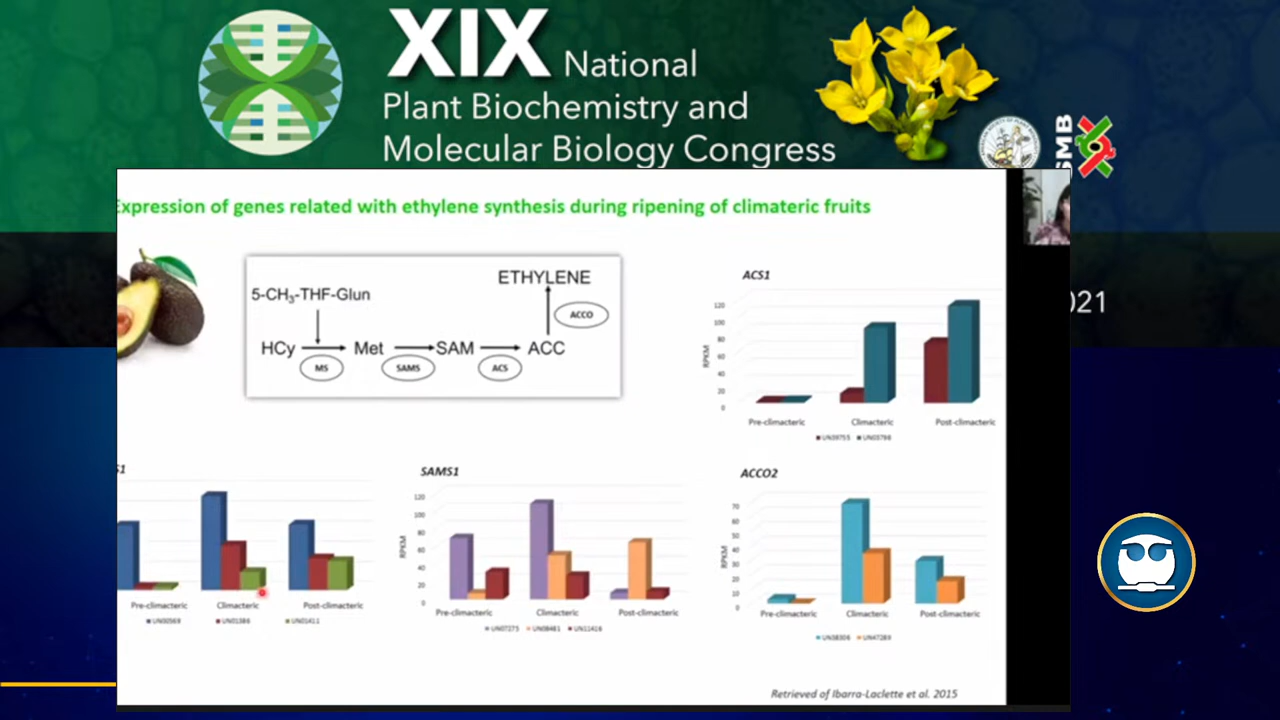 XIX National
Plant Biochemistry and
Molecular Biology Congress
SMB
021
Expression of genes related with ethylene synthesis during ripening of climateric fruits
5-CH3-THF-Glun
ETHYLENE
ACCO
HCy
Met
SAM
ACC
MS
SAMS
ACS
ACS1
120
100
80
60
40
20
0
RPKM
Pre-climacteric
Climacteric
Post-climacteric
UN03798
S1
Pre-climacteric
Climacteric
Post-climacteric
UN01386
UN01411
SAMS1
120
100
80
60
40
20
0
RPKM
Pre-climacteric
Climacteric
Post-climacteric
UN07275
UN08481
UN11416
ACCO2
70
60
50
40
30
20
10
0
RPKM
Pre-climacteric
Climacteric
Post-climacteric
UN47289
Retrieved of Ibarra-Laclette et al. 2015